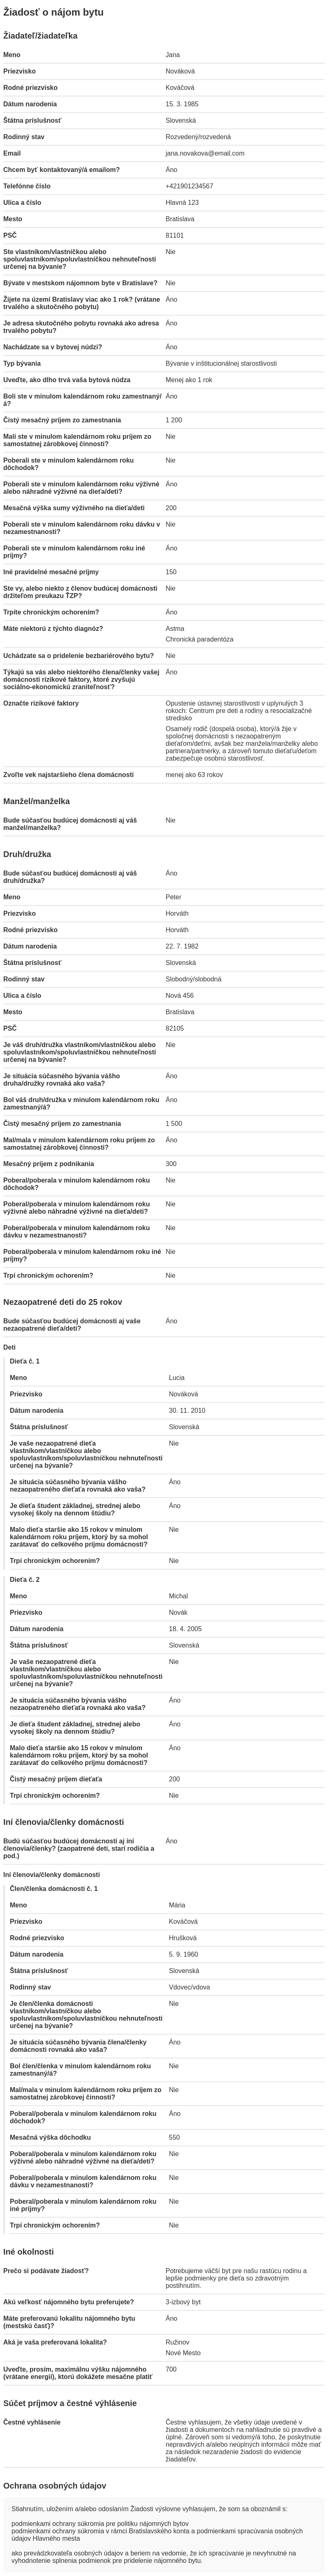 Žiadosť o nájom bytu
Žiadateľ/žiadateľka
Meno Jana
Priezvisko Nováková
Rodné priezvisko Kováčová
Dátum narodenia 15. 3. 1985
Štátna príslušnosť Slovenská
Rodinný stav Rozvedený/rozvedená
Email jana.novakova@email.com
Chcem byť kontaktovaný/á emailom? Áno
Telefónne číslo +421901234567
Ulica a číslo Hlavná 123
Mesto Bratislava
PSČ 81101
Ste vlastníkom/vlastníčkou alebo Nie
spoluvlastníkom/spoluvlastníčkou nehnuteľnosti
určenej na bývanie?
Bývate v mestskom nájomnom byte v Bratislave? Nie
Žijete na území Bratislavy viac ako 1 rok? (vrátane Áno
trvalého a skutočného pobytu)
Je adresa skutočného pobytu rovnaká ako adresa Áno
trvalého pobytu?
Nachádzate sa v bytovej núdzi? Áno
Typ bývania Bývanie v inštitucionálnej starostlivosti
Uveďte, ako dlho trvá vaša bytová núdza Menej ako 1 rok
Boli ste v minulom kalendárnom roku zamestnaný/ Áno
á?
Čistý mesačný príjem zo zamestnania 1 200
Mali ste v minulom kalendárnom roku príjem zo Nie
samostatnej zárobkovej činnosti?
Poberali ste v minulom kalendárnom roku Nie
dôchodok?
Poberali ste v minulom kalendárnom roku výživné Áno
alebo náhradné výživné na dieťa/deti?
Mesačná výška sumy výživného na dieťa/deti 200
Poberali ste v minulom kalendárnom roku dávku v Nie
nezamestnanosti?
Poberali ste v minulom kalendárnom roku iné Áno
príjmy?
Iné pravidelné mesačné príjmy 150
Ste vy, alebo niekto z členov budúcej domácnosti Nie
držiteľom preukazu ŤZP?
Trpíte chronickým ochorením? Áno
Máte niektorú z týchto diagnóz? Astma
Chronická paradentóza
Uchádzate sa o pridelenie bezbariérového bytu? Nie
Týkajú sa vás alebo niektorého člena/členky vašej Áno
domácnosti rizikové faktory, ktoré zvyšujú
sociálno-ekonomickú zraniteľnosť?
Označte rizikové faktory Opustenie ústavnej starostlivosti v uplynulých 3
rokoch: Centrum pre deti a rodiny a resocializačné
stredisko
Osamelý rodič (dospelá osoba), ktorý/á žije v
spoločnej domácnosti s nezaopatreným
dieťaťom/deťmi, avšak bez manžela/manželky alebo
partnera/partnerky, a zároveň tomuto dieťaťu/deťom
zabezpečuje osobnú starostlivosť.
Zvoľte vek najstaršieho člena domácnosti menej ako 63 rokov
Manžel/manželka
Bude súčasťou budúcej domácnosti aj váš Nie
manžel/manželka?
Druh/družka
Bude súčasťou budúcej domácnosti aj váš Áno
druh/družka?
Meno Peter
Priezvisko Horváth
Rodné priezvisko Horváth
Dátum narodenia 22. 7. 1982
Štátna príslušnosť Slovenská
Rodinný stav Slobodný/slobodná
Ulica a číslo Nová 456
Mesto Bratislava
PSČ 82105
Je váš druh/družka vlastníkom/vlastníčkou alebo Nie
spoluvlastníkom/spoluvlastníčkou nehnuteľnosti
určenej na bývanie?
Je situácia súčasného bývania vášho Áno
druha/družky rovnaká ako vaša?
Bol váš druh/družka v minulom kalendárnom roku Áno
zamestnaný/á?
Čistý mesačný príjem zo zamestnania 1 500
Mal/mala v minulom kalendárnom roku príjem zo Áno
samostatnej zárobkovej činnosti?
Mesačný príjem z podnikania 300
Poberal/poberala v minulom kalendárnom roku Nie
dôchodok?
Poberal/poberala v minulom kalendárnom roku Nie
výživné alebo náhradné výživné na dieťa/deti?
Poberal/poberala v minulom kalendárnom roku Nie
dávku v nezamestnanosti?
Poberal/poberala v minulom kalendárnom roku iné Nie
príjmy?
Trpí chronickým ochorením? Nie
Nezaopatrené deti do 25 rokov
Bude súčasťou budúcej domácnosti aj vaše Áno
nezaopatrené dieťa/deti?
Deti
Dieťa č. 1
Meno Lucia
Priezvisko Nováková
Dátum narodenia 30. 11. 2010
Štátna príslušnosť Slovenská
Je vaše nezaopatrené dieťa Nie
vlastníkom/vlastníčkou alebo
spoluvlastníkom/spoluvlastníčkou nehnuteľnosti
určenej na bývanie?
Je situácia súčasného bývania vášho Áno
nezaopatreného dieťaťa rovnaká ako vaša?
Je dieťa študent základnej, strednej alebo Áno
vysokej školy na dennom štúdiu?
Malo dieťa staršie ako 15 rokov v minulom Nie
kalendárnom roku príjem, ktorý by sa mohol
zarátavať do celkového príjmu domácnosti?
Trpí chronickým ochorením? Nie
Dieťa č. 2
Meno Michal
Priezvisko Novák
Dátum narodenia 18. 4. 2005
Štátna príslušnosť Slovenská
Je vaše nezaopatrené dieťa Nie
vlastníkom/vlastníčkou alebo
spoluvlastníkom/spoluvlastníčkou nehnuteľnosti
určenej na bývanie?
Je situácia súčasného bývania vášho Áno
nezaopatreného dieťaťa rovnaká ako vaša?
Je dieťa študent základnej, strednej alebo Áno
vysokej školy na dennom štúdiu?
Malo dieťa staršie ako 15 rokov v minulom Áno
kalendárnom roku príjem, ktorý by sa mohol
zarátavať do celkového príjmu domácnosti?
Čistý mesačný príjem dieťaťa 200
Trpí chronickým ochorením? Nie
Iní členovia/členky domácnosti
Budú súčasťou budúcej domácnosti aj iní Áno
členovia/členky? (zaopatrené deti, starí rodičia a
pod.)
Iní členovia/členky domácnosti
Člen/členka domácnosti č. 1
Meno Mária
Priezvisko Kováčová
Rodné priezvisko Hrušková
Dátum narodenia 5. 9. 1960
Štátna príslušnosť Slovenská
Rodinný stav Vdovec/vdova
Je člen/členka domácnosti Nie
vlastníkom/vlastníčkou alebo
spoluvlastníkom/spoluvlastníčkou nehnuteľnosti
určenej na bývanie?
Je situácia súčasného bývania člena/členky Áno
domácnosti rovnaká ako vaša?
Bol člen/členka v minulom kalendárnom roku Nie
zamestnaný/á?
Mal/mala v minulom kalendárnom roku príjem zo Nie
samostatnej zárobkovej činnosti?
Poberal/poberala v minulom kalendárnom roku Áno
dôchodok?
Mesačná výška dôchodku 550
Poberal/poberala v minulom kalendárnom roku Nie
výživné alebo náhradné výživné na dieťa/deti?
Poberal/poberala v minulom kalendárnom roku Nie
dávku v nezamestnanosti?
Poberal/poberala v minulom kalendárnom roku Nie
iné príjmy?
Trpí chronickým ochorením? Nie
Iné okolnosti
Prečo si podávate žiadosť? Potrebujeme väčší byt pre našu rastúcu rodinu a
lepšie podmienky pre dieťa so zdravotným
postihnutím.
Akú veľkosť nájomného bytu preferujete? 3-izbový byt
Máte preferovanú lokalitu nájomného bytu Áno
(mestskú časť)?
Aká je vaša preferovaná lokalita? Ružinov
Nové Mesto
Uveďte, prosím, maximálnu výšku nájomného 700
(vrátane energií), ktorú dokážete mesačne platiť
Súčet príjmov a čestné výhlásenie
Čestné vyhlásenie Čestne vyhlasujem, že všetky údaje uvedené v
žiadosti a dokumentoch na nahliadnutie sú pravdivé a
úplné. Zároveň som si vedomý/á toho, že poskytnutie
nepravdivých a/alebo neúplných informácií môže mať
za následok nezaradenie žiadosti do evidencie
žiadateľov.
Ochrana osobných údajov
Stiahnutím, uložením a/alebo odoslaním Žiadosti výslovne vyhlasujem, že som sa oboznámil s:
podmienkami ochrany súkromia pre politiku nájomných bytov
podmienkami ochrany súkromia v rámci Bratislavského konta a podmienkami spracúvania osobných
údajov Hlavného mesta
ako prevádzkovateľa osobných údajov a beriem na vedomie, že ich spracúvanie je nevyhnutné na
vyhodnotenie splnenia podmienok pre pridelenie nájomného bytu.